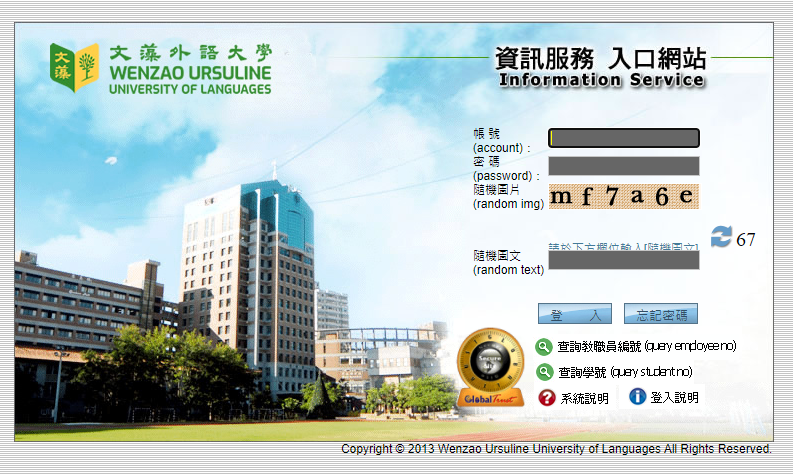 文藻
文藻外語大學
WENZAO URSULINE
UNIVERSITY OF LANGUAGES
資訊服務 入口網站
Information Service
帳 號
(account)：
密 碼
(password)：
隨機圖片
(random img)
mf7a6e
請於下方欄位輸入[隨機圖文]
67
隨機圖文
(random text)
登 入
忘記密碼
查詢教職員編號 (query employee no)
查詢學號 (query student no)
系統說明
登入說明
Secure
GlobalTrust
Copyright © 2013 Wenzao Ursuline University of Languages All Rights Reserved.